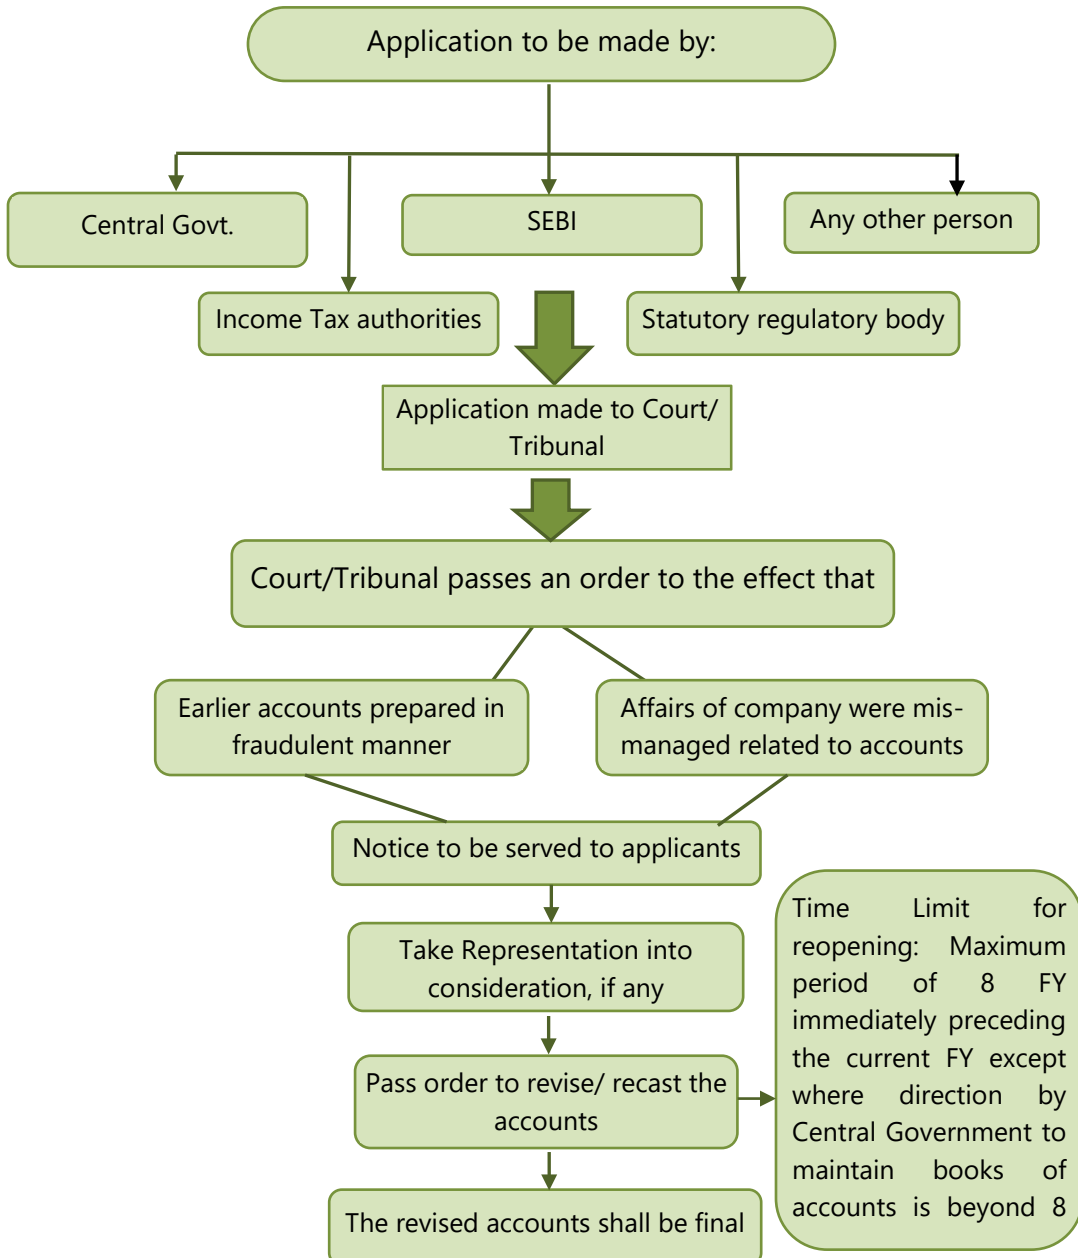 Application to be made by:
Central Govt.
SEBI
Any other person
Income Tax authorities
Statutory regulatory body
Application made to Court/
Tribunal
Court/Tribunal passes an order to the effect that
Earlier accounts prepared in
fraudulent manner
Affairs of company were mis-
managed related to accounts
Notice to be served to applicants
Take Representation into
consideration, if any
Pass order to revise/ recast the
accounts
The revised accounts shall be final
Time Limit for
reopening: Maximum
period of 8 FY
immediately preceding
the current FY except
where direction by
Central Government to
maintain books of
accounts is beyond 8